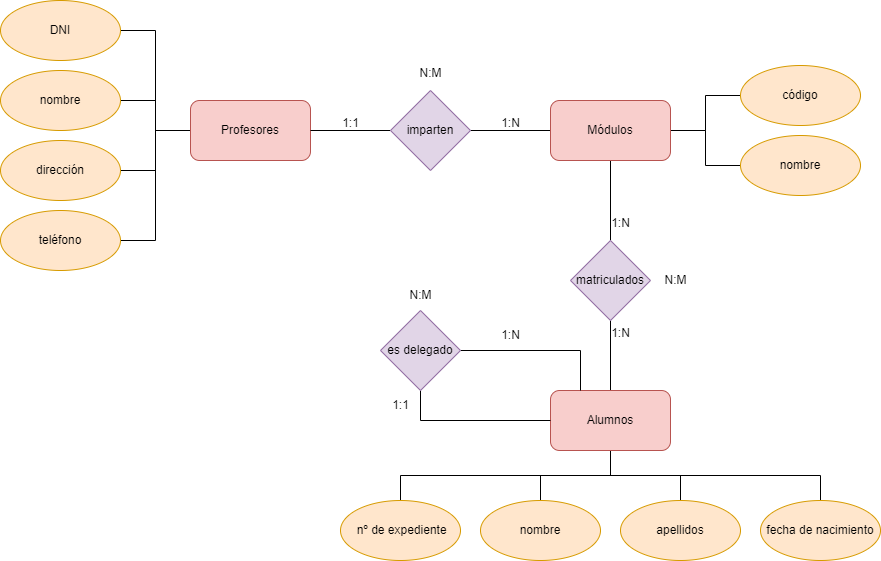 DNI
nombre
dirección
teléfono
Profesores
1:1
N:M
imparten
1:N
Módulos
código
nombre
1:N
matriculados
N:M
1:N
N:M
es delegado
1:N
1:1
Alumnos
nº de expediente
nombre
apellidos
fecha de nacimiento